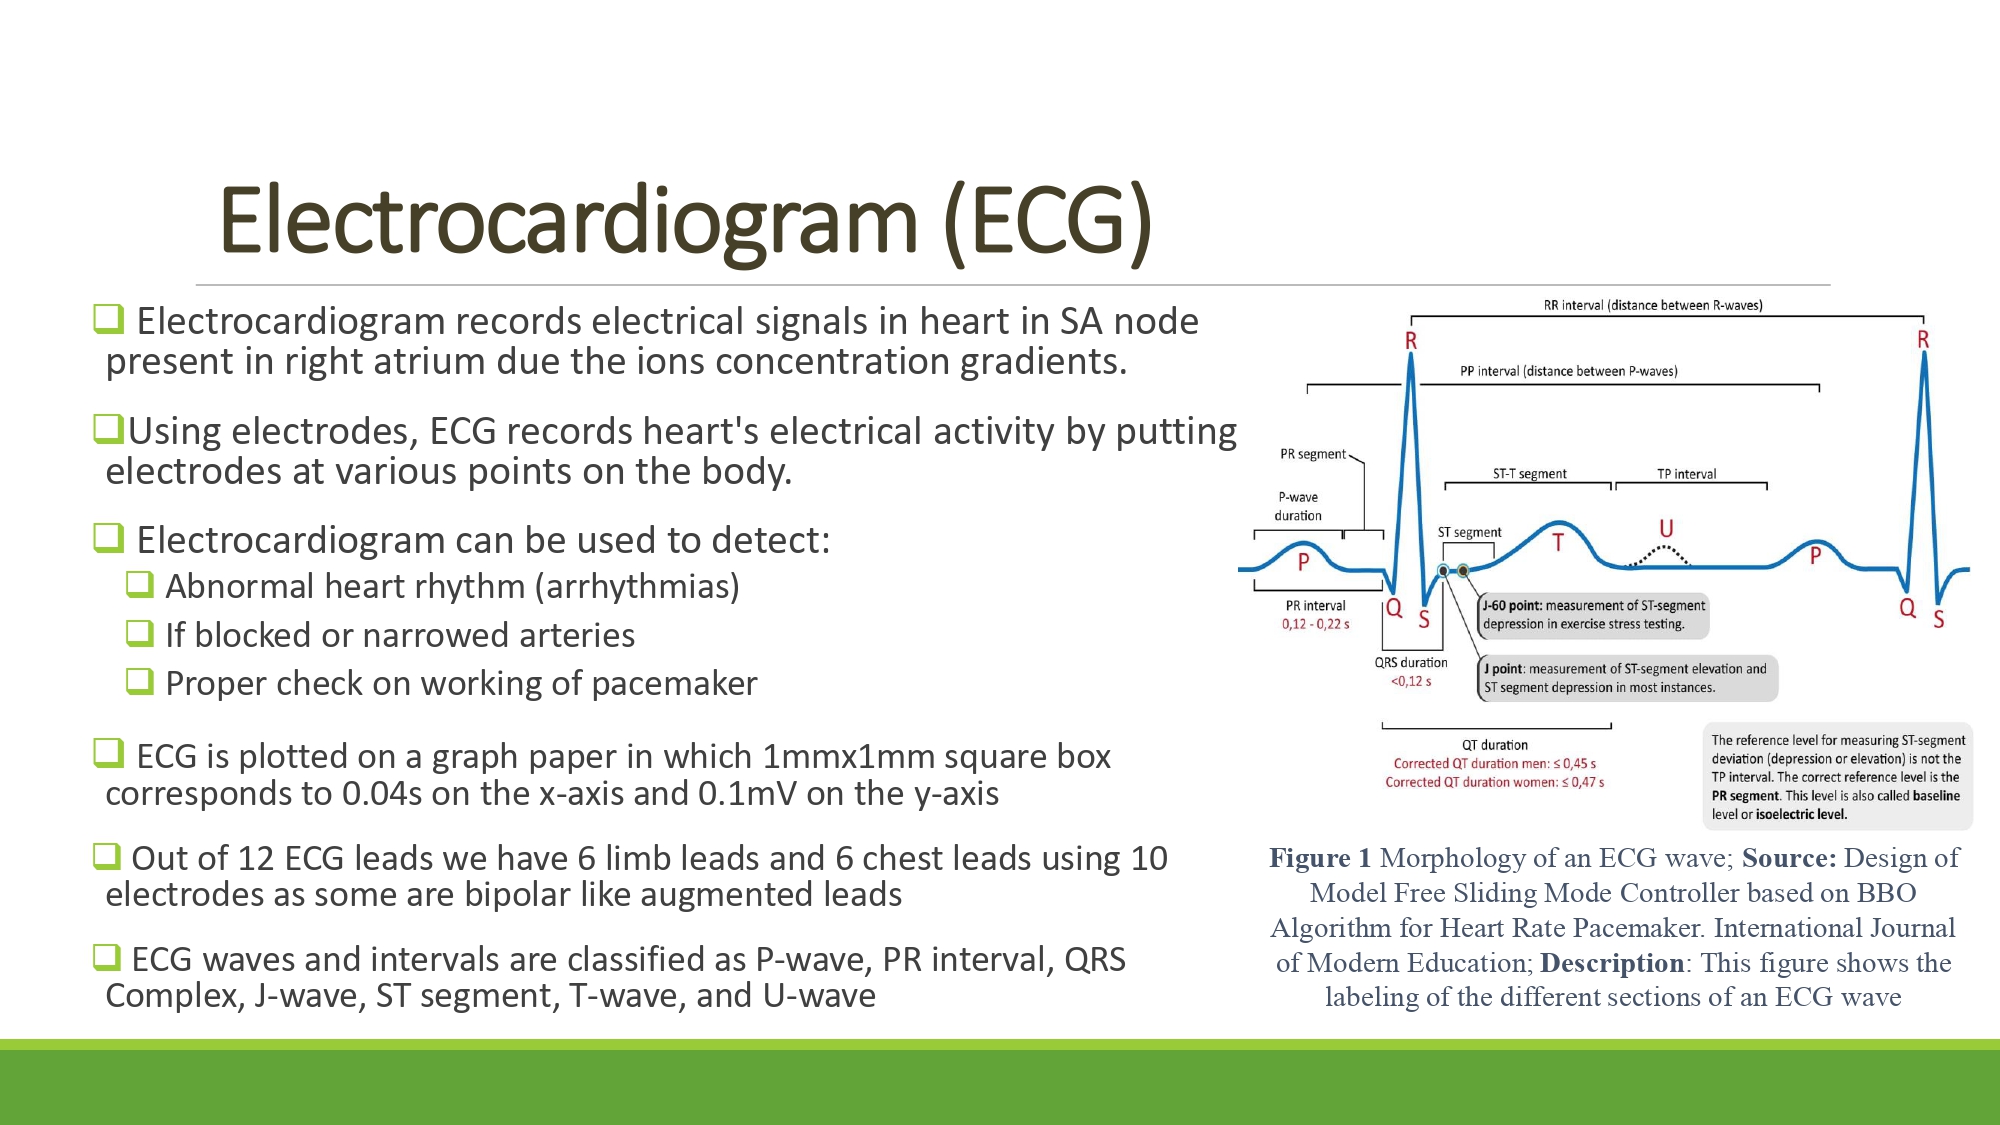 Electrocardiogram (ECG)
Electrocardiogram records electrical signals in heart in SA node
present in right atrium due the ions concentration gradients.
Using electrodes, ECG records heart's electrical activity by putting
electrodes at various points on the body.
Electrocardiogram can be used to detect:
Abnormal heart rhythm (arrhythmias)
If blocked or narrowed arteries
Proper check on working of pacemaker
ECG is plotted on a graph paper in which 1mmx1mm square box
corresponds to 0.04s on the x-axis and 0.1mV on the y-axis
Out of 12 ECG leads we have 6 limb leads and 6 chest leads using 10
electrodes as some are bipolar like augmented leads
ECG waves and intervals are classified as P-wave, PR interval, QRS
Complex, J-wave, ST segment, T-wave, and U-wave
RR interval (distance between R-waves)
R
R
PP interval (distance between P-waves)
PR segment
ST-T segment
TP interval
P-wave
duration
ST segment
U
T
P
P
PR interval
0,12 - 0,22 s
Q
S
Q
S
J-60 point: measurement of ST-segment
depression in exercise stress testing.
QRS duration
<0,12 s
J point: measurement of ST-segment elevation and
ST segment depression in most instances.
QT duration
Corrected QT duration men: ≤ 0,45 s
Corrected QT duration women: ≤ 0,47 s
The reference level for measuring ST-segment
deviation (depression or elevation) is not the
TP interval. The correct reference level is the
PR segment. This level is also called baseline
level or isoelectric level.
Figure 1 Morphology of an ECG wave; Source: Design of
Model Free Sliding Mode Controller based on BBO
Algorithm for Heart Rate Pacemaker. International Journal
of Modern Education; Description: This figure shows the
labeling of the different sections of an ECG wave